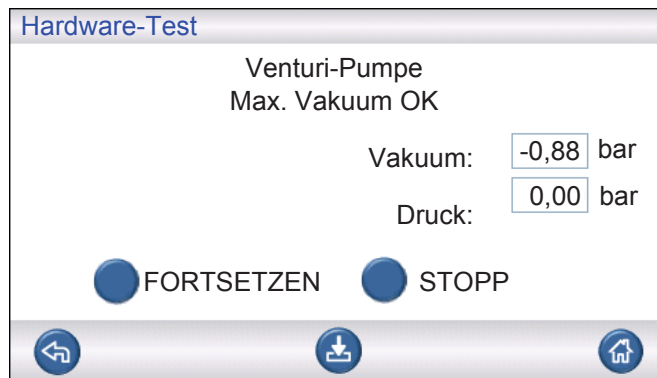 Hardware-Test
Venturi-Pumpe
Max. Vakuum OK
Vakuum: -0,88 bar
Druck: 0,00 bar
FORTSETZEN STOPP